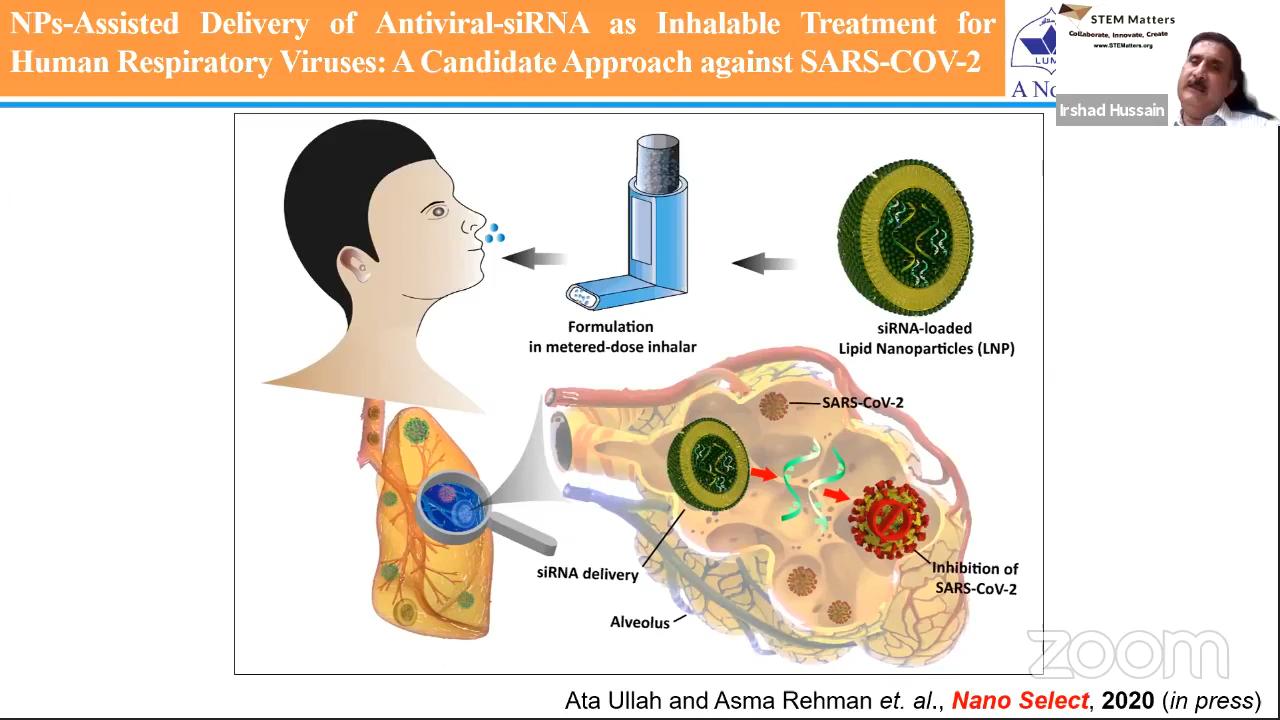 NPs-Assisted Delivery of Antiviral-siRNA as Inhalable Treatment for
Human Respiratory Viruses: A Candidate Approach against SARS-COV-2
STEM Matters
Collaborate, Innovate, Create
www.STEMatters.org
LUM
A No
Irshad Hussain
Formulation
in metered-dose inhalar
siRNA-loaded
Lipid Nanoparticles (LNP)
SARS-CoV-2
siRNA delivery
Inhibition of
SARS-CoV-2
Alveolus
zoom
Ata Ullah and Asma Rehman et. al., Nano Select, 2020 (in press)